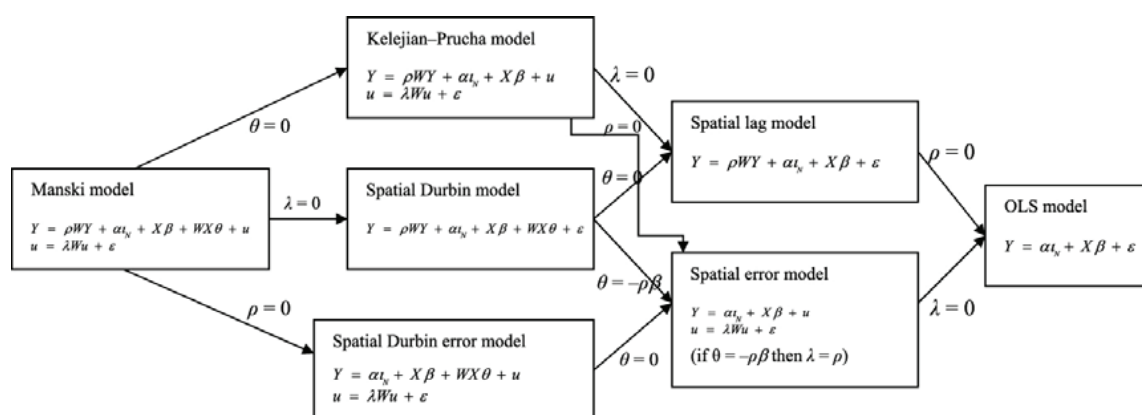 Kelejian–Prucha model
Y = ρWY + αι_N + Xβ + u
u = λWu + ε
λ = 0
θ = 0
ρ = 0
Spatial lag model
Y = ρWY + αι_N + Xβ + ε
ρ = 0
Manski model
Y = ρWY + αι_N + Xβ + WXθ + u
u = λWu + ε
λ = 0
Spatial Durbin model
Y = ρWY + αι_N + Xβ + WXθ + ε
θ = 0
θ = –ρβ
OLS model
Y = αι_N + Xβ + ε
Spatial error model
Y = αι_N + Xβ + u
u = λWu + ε
(if θ = –ρβ then λ = ρ)
λ = 0
ρ = 0
Spatial Durbin error model
Y = αι_N + Xβ + WXθ + u
u = λWu + ε
θ = 0